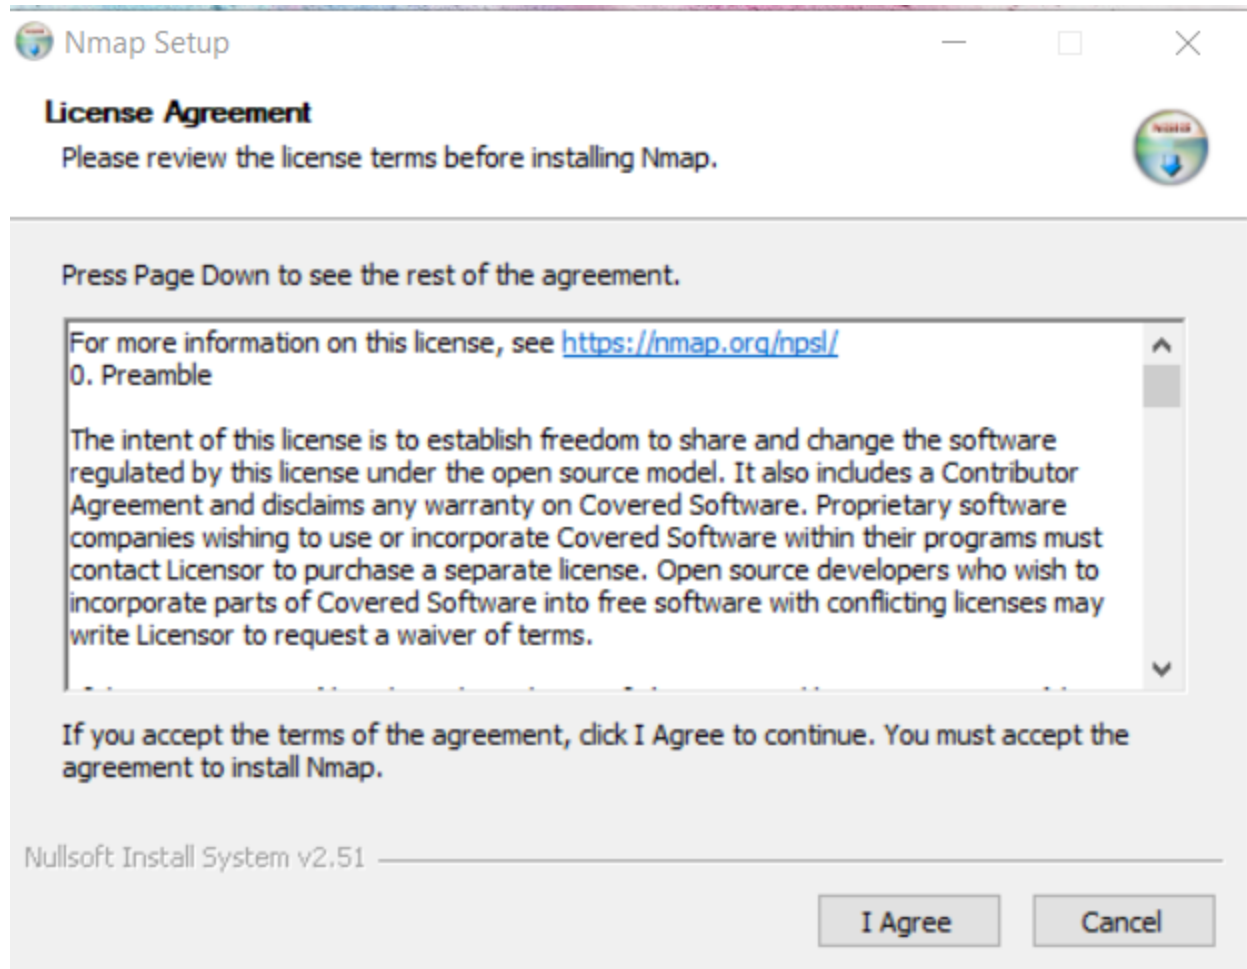 Nmap Setup
License Agreement
Please review the license terms before installing Nmap.
Press Page Down to see the rest of the agreement.
For more information on this license, see https://nmap.org/npsl/
0. Preamble
The intent of this license is to establish freedom to share and change the software
regulated by this license under the open source model. It also includes a Contributor
Agreement and disclaims any warranty on Covered Software. Proprietary software
companies wishing to use or incorporate Covered Software within their programs must
contact Licensor to purchase a separate license. Open source developers who wish to
incorporate parts of Covered Software into free software with conflicting licenses may
write Licensor to request a waiver of terms.
If you accept the terms of the agreement, click I Agree to continue. You must accept the
agreement to install Nmap.
Nullsoft Install System v2.51
I Agree
Cancel